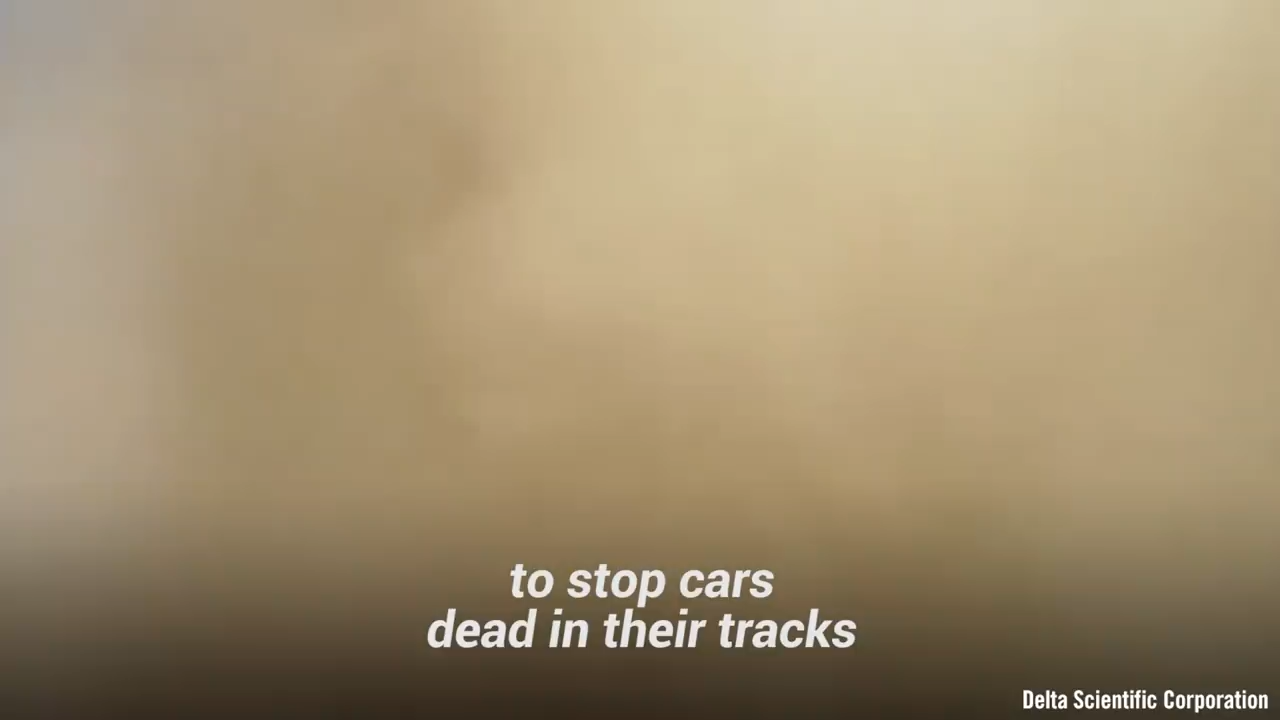 to stop cars
dead in their tracks
Delta Scientific Corporation